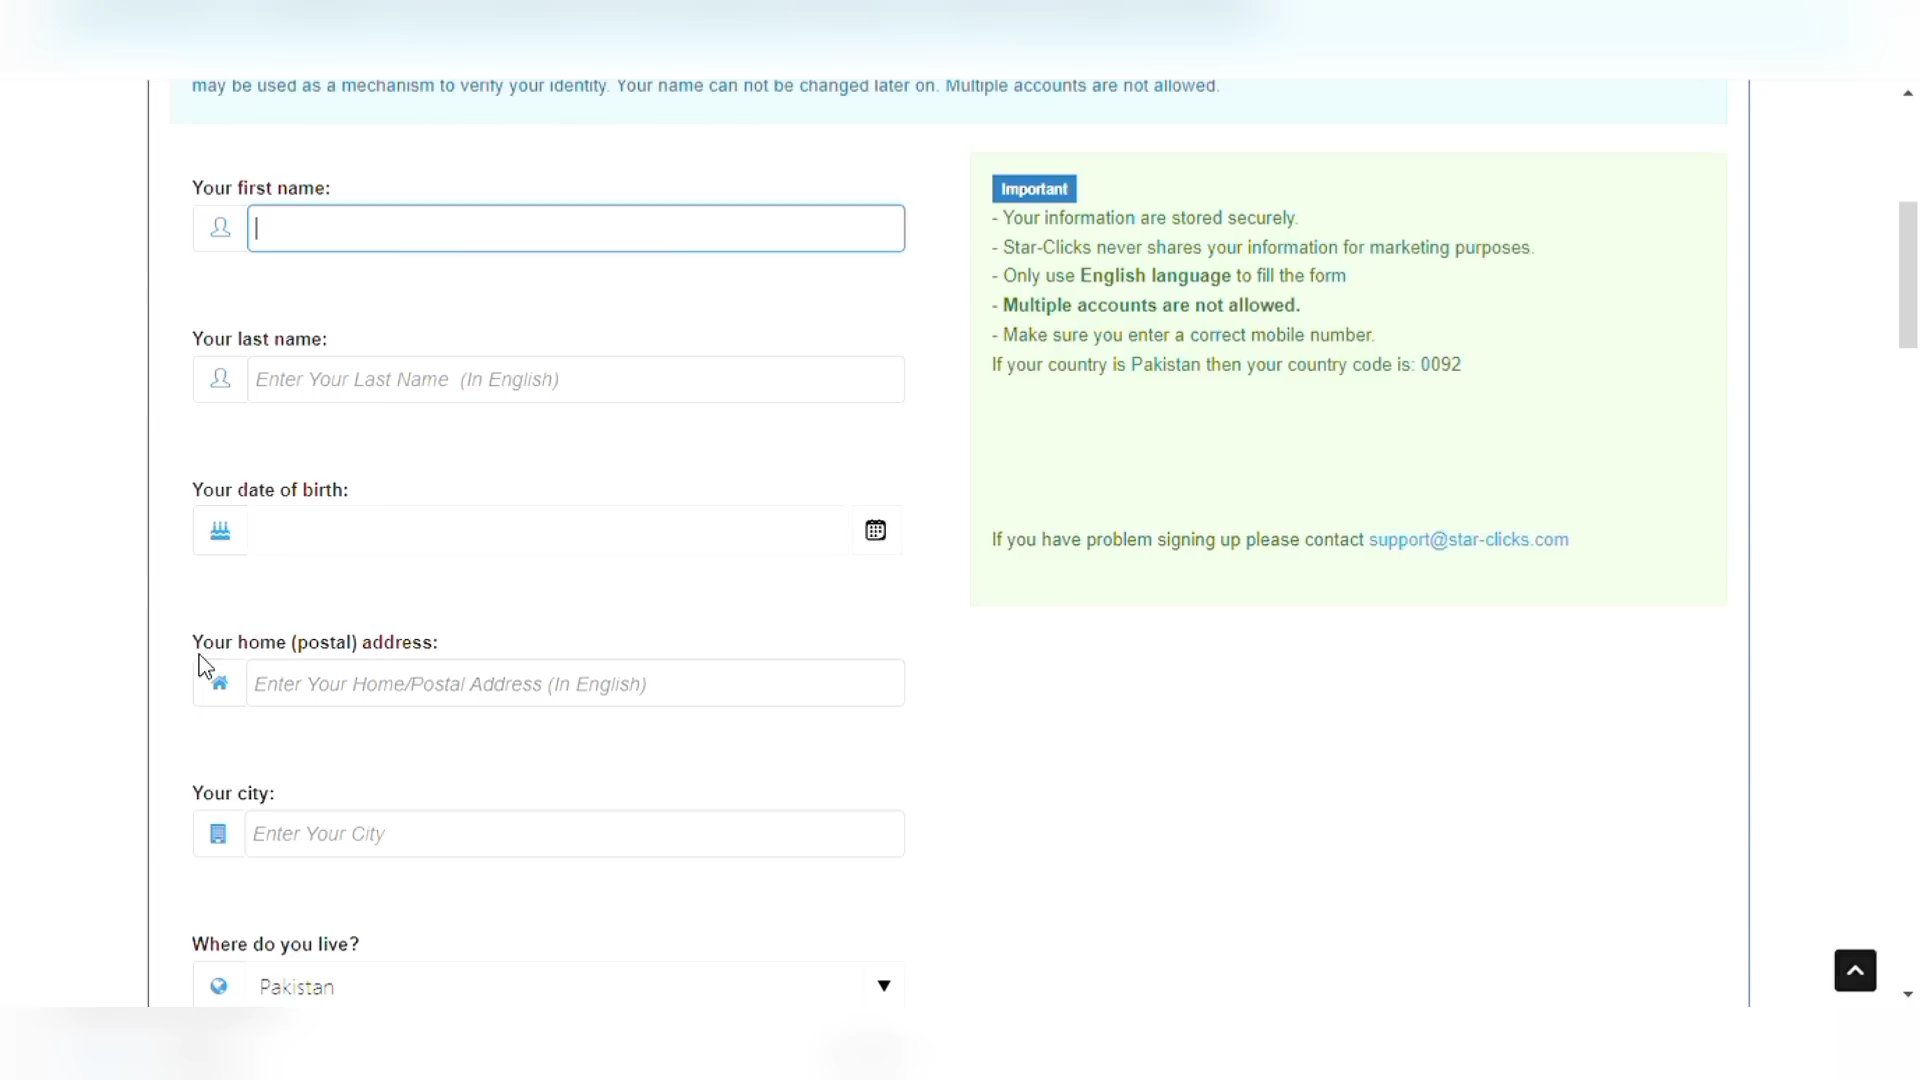 may be used as a mechanism to verify your identity. Your name can not be changed later on. Multiple accounts are not allowed.
Your first name:
Your last name:
Enter Your Last Name (In English)
Your date of birth:
Your home (postal) address:
Enter Your Home/Postal Address (In English)
Your city:
Enter Your City
Where do you live?
Pakistan
Important
- Your information are stored securely.
- Star-Clicks never shares your information for marketing purposes.
- Only use English language to fill the form
- Multiple accounts are not allowed.
- Make sure you enter a correct mobile number.
If your country is Pakistan then your country code is: 0092
If you have problem signing up please contact support@star-clicks.com